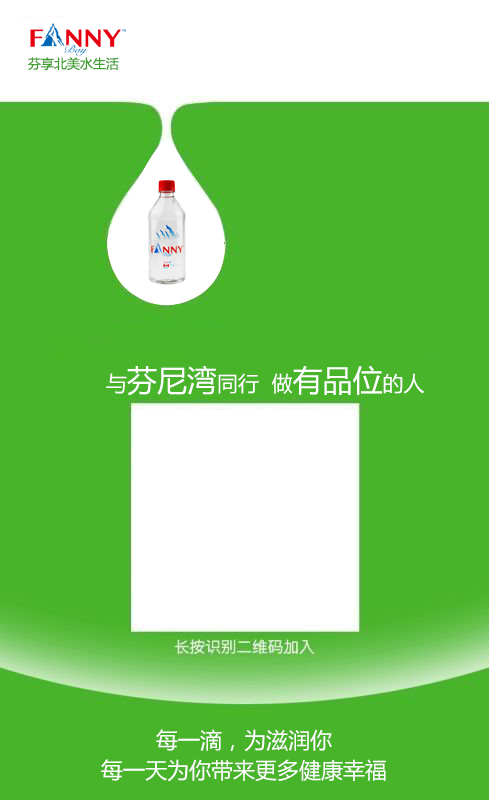 FANNY™
Bay
芬享北美水生活
FANNY
与芬尼湾同行 做有品位的人
长按识别二维码加入
每一滴，为滋润你
每一天为你带来更多健康幸福